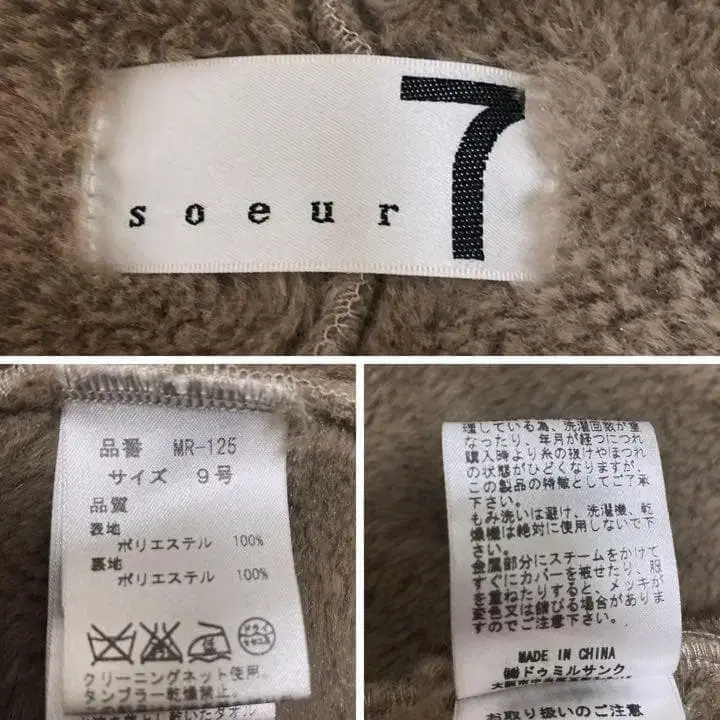 soeur 7
品番 MR-125
サイズ 9号
品質
表地
ポリエステル 100%
裏地
ポリエステル 100%
ドライ
セキユ系
クリーニングネット使用。
タンブラー乾燥禁止。
理している為、洗濯回数が重
なったり、年月が経つにつれ
購入時より糸の抜けやほつれ
の状態がひどくなりますが、
この製品の特徴としてご了承
下さい。
もみ洗いは避け、洗濯機、乾
燥機は絶対に使用しないで下
さい。
金属部分にスチームをかけて
すぐにカバーを被せたり、服
を重ねたりすると、メッキが
変色又は錆びる場合がありま
すのでご注意下さい。
MADE IN CHINA
㈱ドゥミルサンク
お取り扱いのご注意